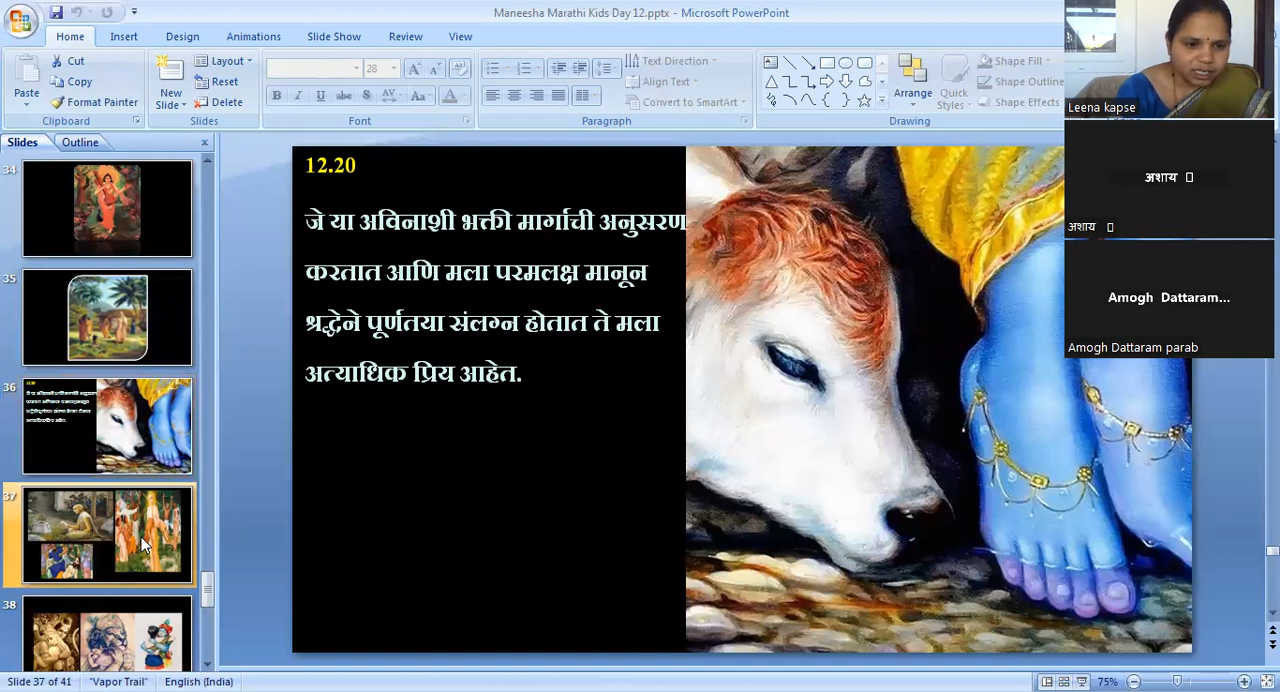 Maneesha Marathi Kids Day 12.pptx - Microsoft PowerPoint
Home Insert Design Animations Slide Show Review View
Paste
Cut
Copy
Format Painter
Clipboard
New Slide
Layout
Reset
Delete
Slides
28
B I U abc S AV Aa A
Font
Text Direction
Align Text
Convert to SmartArt
Paragraph
Arrange
Quick Styles
Shape Fill
Shape Outline
Shape Effects
Drawing
Slides Outline
34
35
36
37
38
12.20
जे या अविनाशी भक्ती मार्गाची अनुसरण
करतात आणि मला परमलक्ष मानून
श्रद्धेने पूर्णतया संलग्न होतात ते मला
अत्याधिक प्रिय आहेत.
Leena kapse
अशाय
अशाय
Amogh Dattaram...
Amogh Dattaram parab
Slide 37 of 41 "Vapor Trail" English (India) 75%